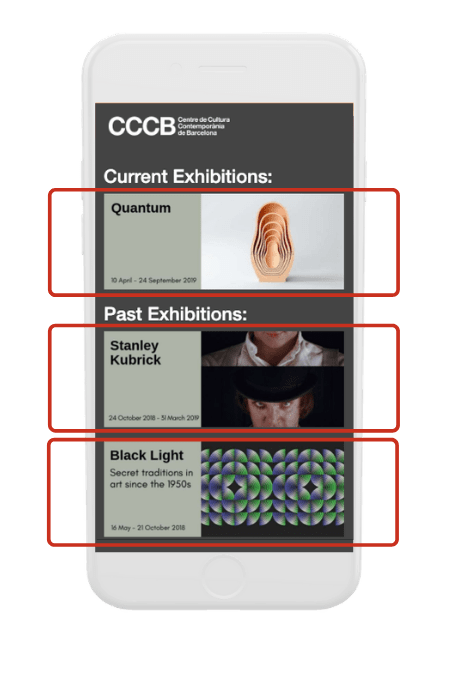 CCCB Centre de Cultura
Contemporània
de Barcelona
Current Exhibitions:
Quantum
10 April - 24 September 2019
Past Exhibitions:
Stanley
Kubrick
24 October 2018 - 31 March 2019
Black Light
Secret traditions in
art since the 1950s
16 May - 21 October 2018